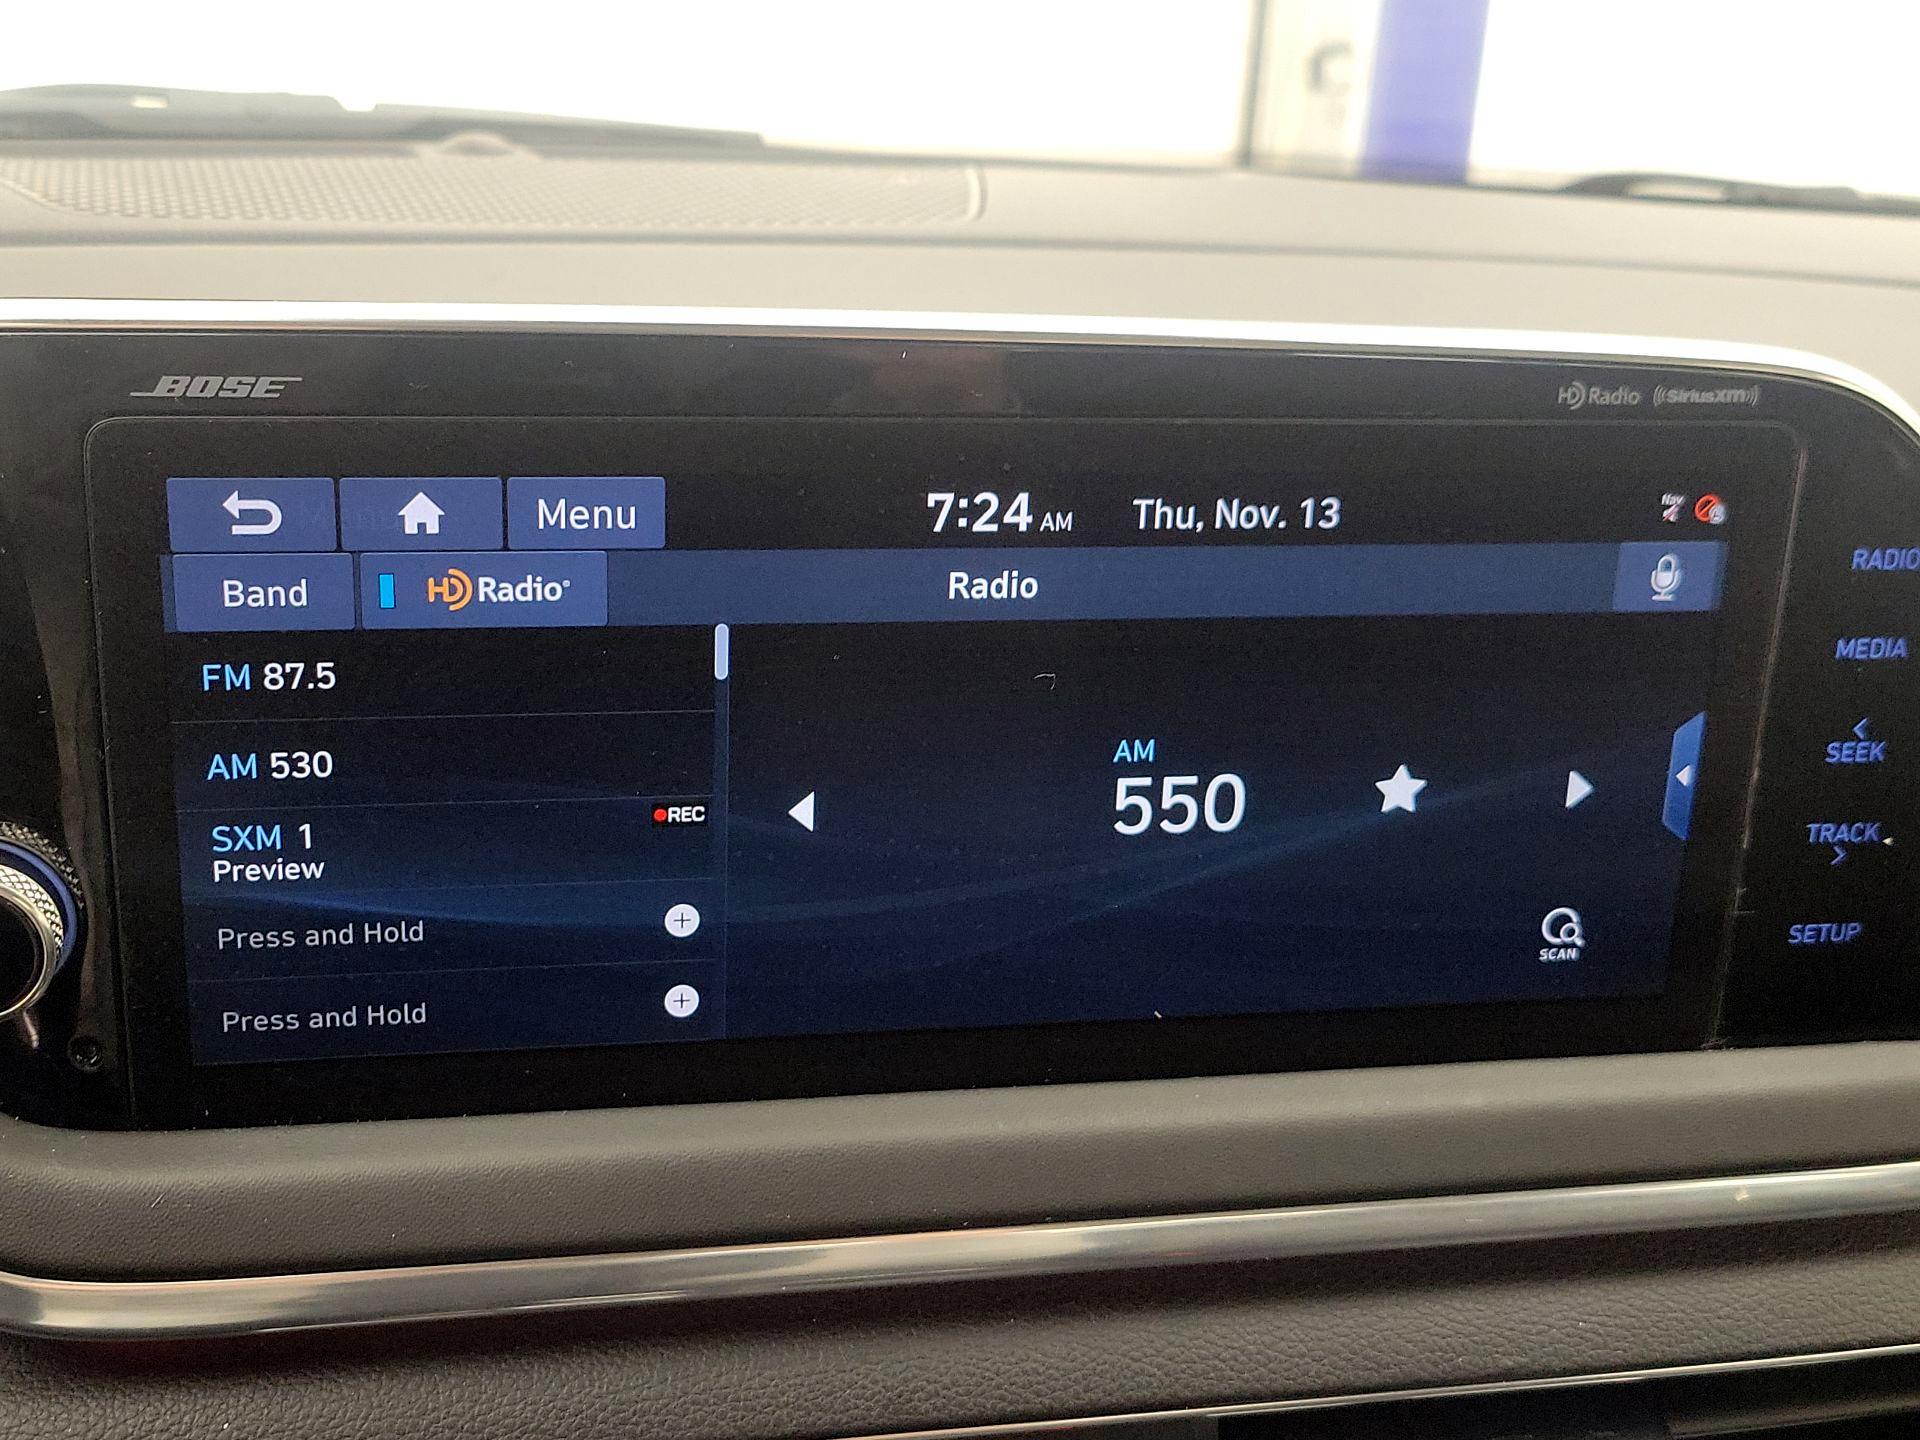 BOSE
HD Radio ((SiriusXM))
Menu
7:24 AM Thu, Nov. 13
Nav
Band
HD Radio®
Radio
FM 87.5
AM 530
SXM 1
REC
Preview
Press and Hold
Press and Hold
AM
550
SCAN
RADIO
MEDIA
<
SEEK
TRACK
>
SETUP